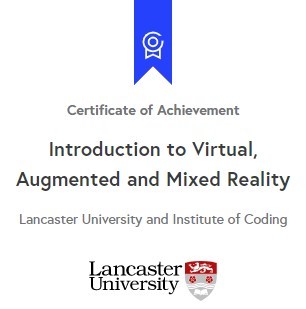 Certificate of Achievement
Introduction to Virtual,
Augmented and Mixed Reality
Lancaster University and Institute of Coding
Lancaster
University